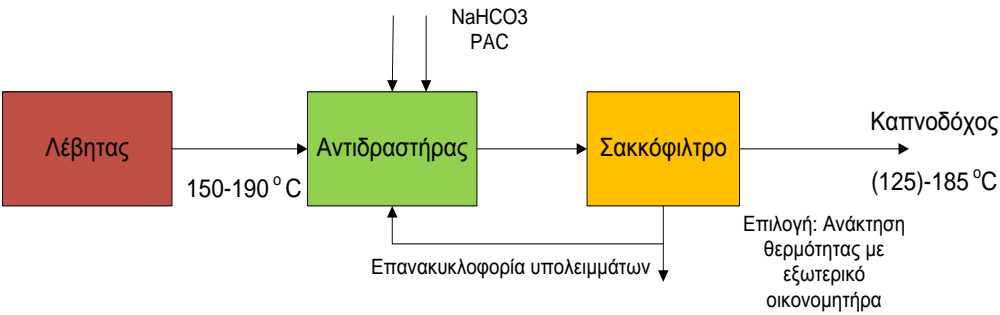 NaHCO3
PAC
Λέβητας
Αντιδραστήρας
Σακκόφιλτρο
Καπνοδόχος
150-190 ° C
(125)-185 °C
Επανακυκλοφορία υπολειμμάτων
Επιλογή: Ανάκτηση
θερμότητας με
εξωτερικό
οικονομητήρα